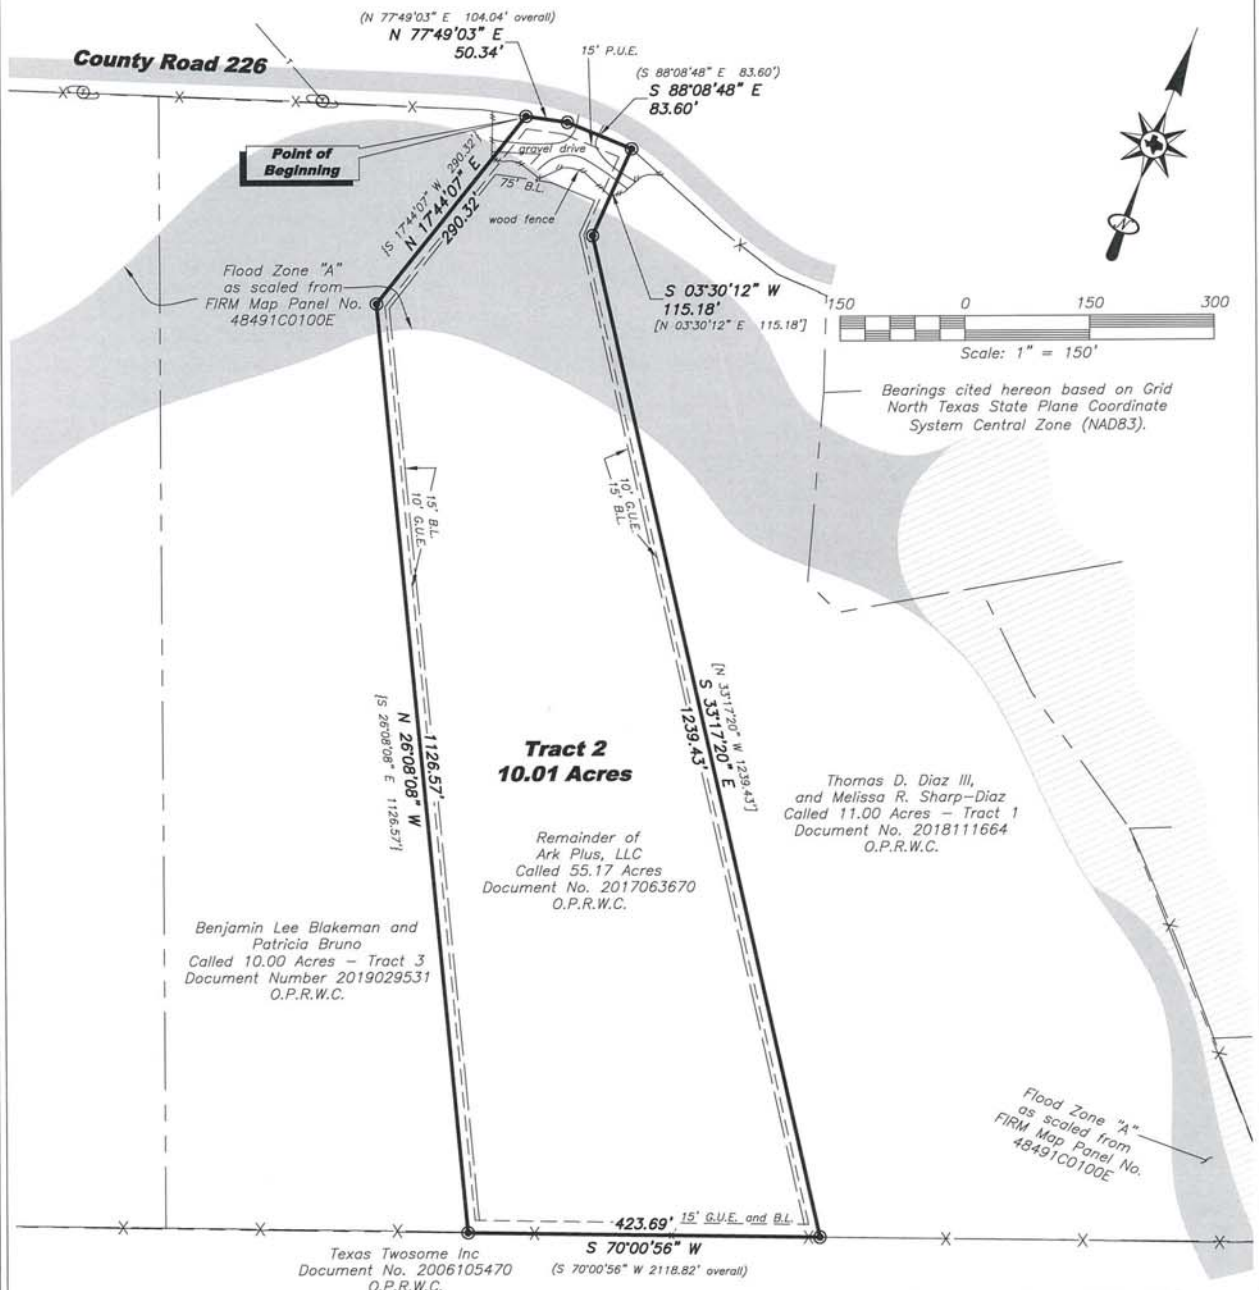 (N 77°49'03" E 104.04' overall)
N 77°49'03" E
50.34'
15' P.U.E.
County Road 226
(S 88°08'48" E 83.60')
S 88°08'48" E
83.60'
Point of
Beginning
gravel drive
75' B.L.
wood fence
[S 17°44'07" W 290.32']
N 17°44'07" E
290.32'
N
Flood Zone "A"
as scaled from
FIRM Map Panel No.
48491C0100E
S 03°30'12" W
115.18'
[N 03°30'12" E 115.18']
150 0 150 300
Scale: 1" = 150'
Bearings cited hereon based on Grid
North Texas State Plane Coordinate
System Central Zone (NAD83).
15' B.L.
10' G.U.E.
10' G.U.E.
15' B.L.
1126.57'
N 26°08'08" W
[S 26°08'08" E 1126.57']
[N 33°17'20" W 1239.43']
S 33°17'20" E
1239.43'
Tract 2
10.01 Acres
Remainder of
Ark Plus, LLC
Called 55.17 Acres
Document No. 2017063670
O.P.R.W.C.
Thomas D. Diaz III,
and Melissa R. Sharp-Diaz
Called 11.00 Acres - Tract 1
Document No. 2018111664
O.P.R.W.C.
Benjamin Lee Blakeman and
Patricia Bruno
Called 10.00 Acres - Tract 3
Document Number 2019029531
O.P.R.W.C.
Flood Zone "A"
as scaled from
FIRM Map Panel No.
48491C0100E
423.69' 15' G.U.E. and B.L.
S 70°00'56" W
(S 70°00'56" W 2118.82' overall)
Texas Twosome Inc
Document No. 2006105470
O.P.R.W.C.